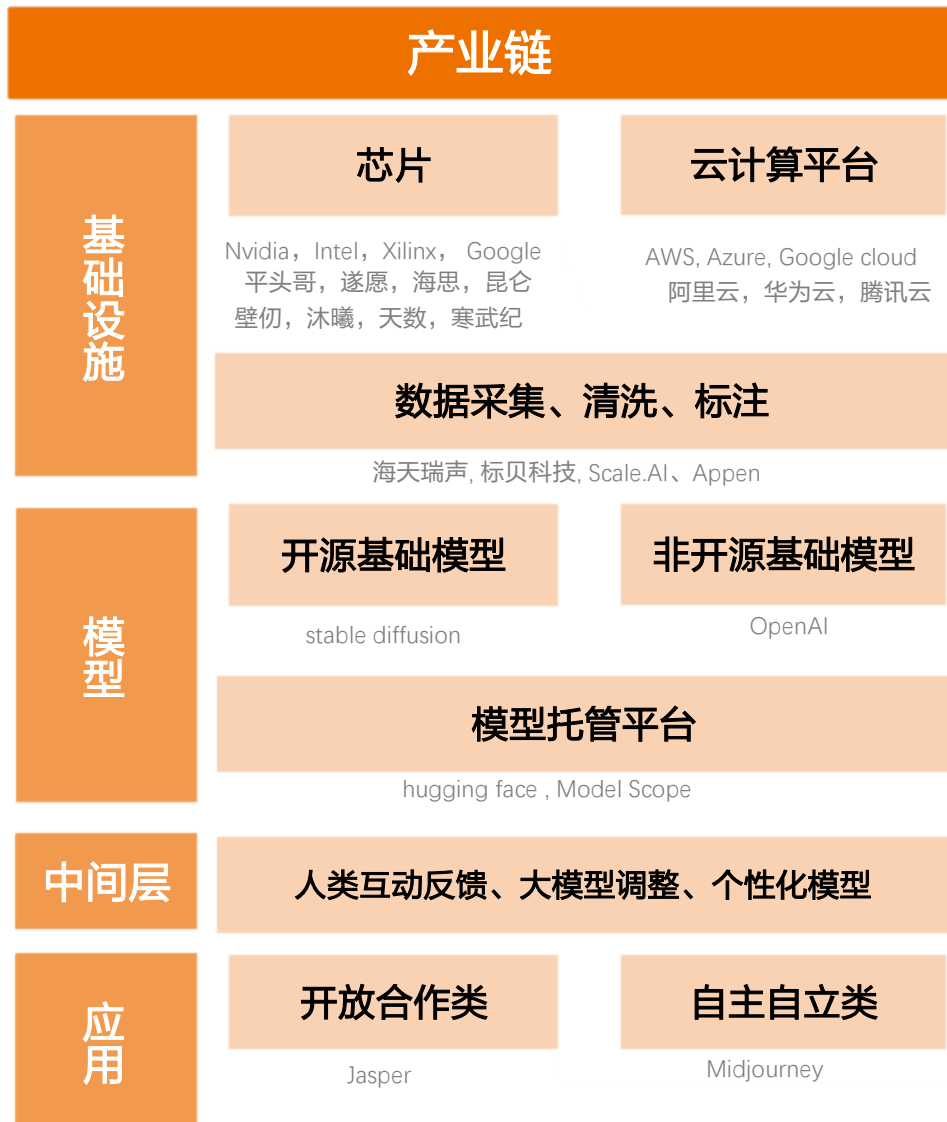 产业链
基础设施
芯片
云计算平台
Nvidia，Intel，Xilinx， Google
平头哥，遂愿，海思，昆仑
壁仞，沐曦，天数，寒武纪
AWS, Azure, Google cloud
阿里云，华为云，腾讯云
数据采集、清洗、标注
海天瑞声, 标贝科技, Scale.AI、Appen
模型
开源基础模型
非开源基础模型
stable diffusion
OpenAI
模型托管平台
hugging face , Model Scope
中间层
人类互动反馈、大模型调整、个性化模型
应用
开放合作类
自主自立类
Jasper
Midjourney